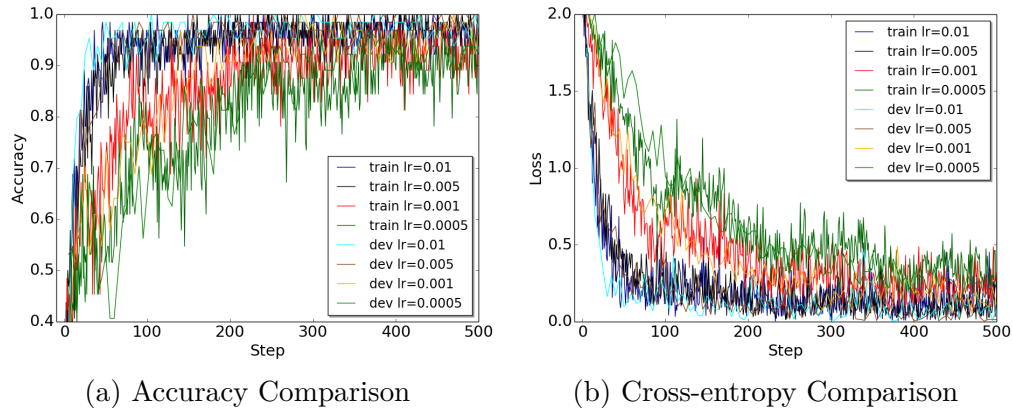 1.0
0.9
0.8
0.7
0.6
0.5
0.4
Accuracy
0 100 200 300 400 500
Step
train lr=0.01
train lr=0.005
train lr=0.001
train lr=0.0005
dev lr=0.01
dev lr=0.005
dev lr=0.001
dev lr=0.0005
(a) Accuracy Comparison
2.0
1.5
1.0
0.5
0.0
Loss
0 100 200 300 400 500
Step
train lr=0.01
train lr=0.005
train lr=0.001
train lr=0.0005
dev lr=0.01
dev lr=0.005
dev lr=0.001
dev lr=0.0005
(b) Cross-entropy Comparison